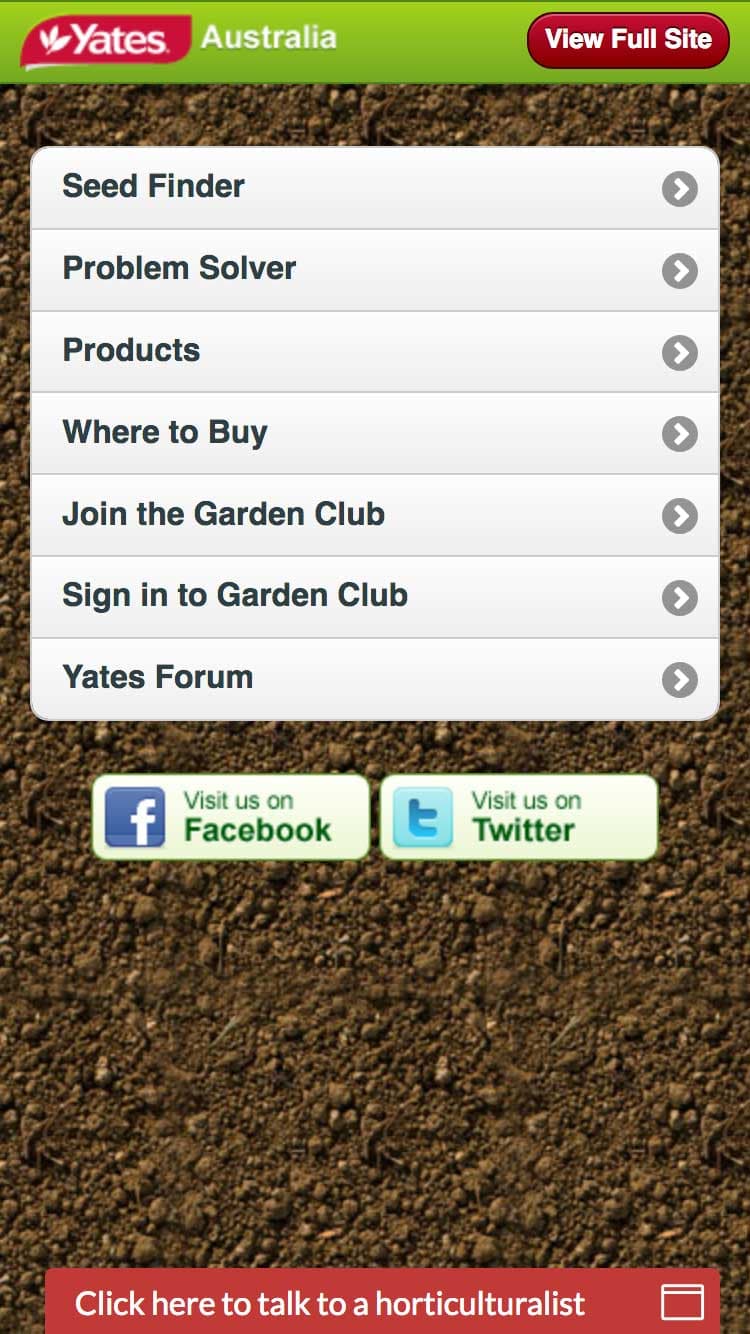 Yates Australia
View Full Site
Seed Finder
Problem Solver
Products
Where to Buy
Join the Garden Club
Sign in to Garden Club
Yates Forum
Visit us on
Facebook
Visit us on
Twitter
Click here to talk to a horticulturalist